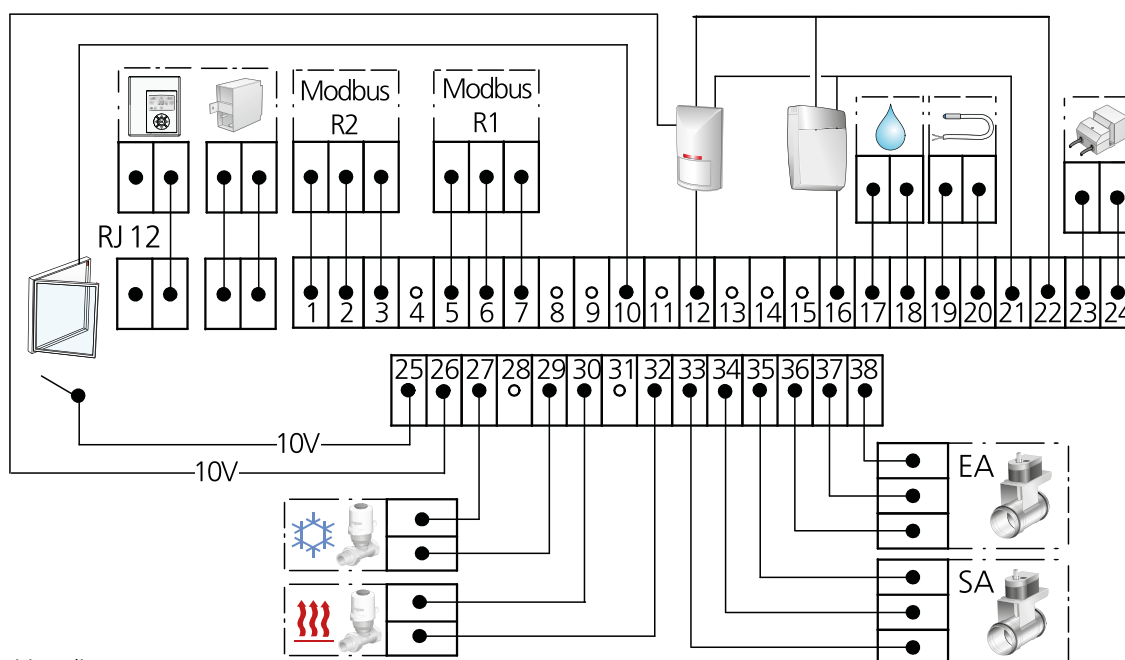 Modbus
R2
Modbus
R1
RJ 12
1 2 3 4 5 6 7 8 9 10 11 12 13 14 15 16 17 18 19 20 21 22 23 24
25 26 27 28 29 30 31 32 33 34 35 36 37 38
10V
10V
EA
SA